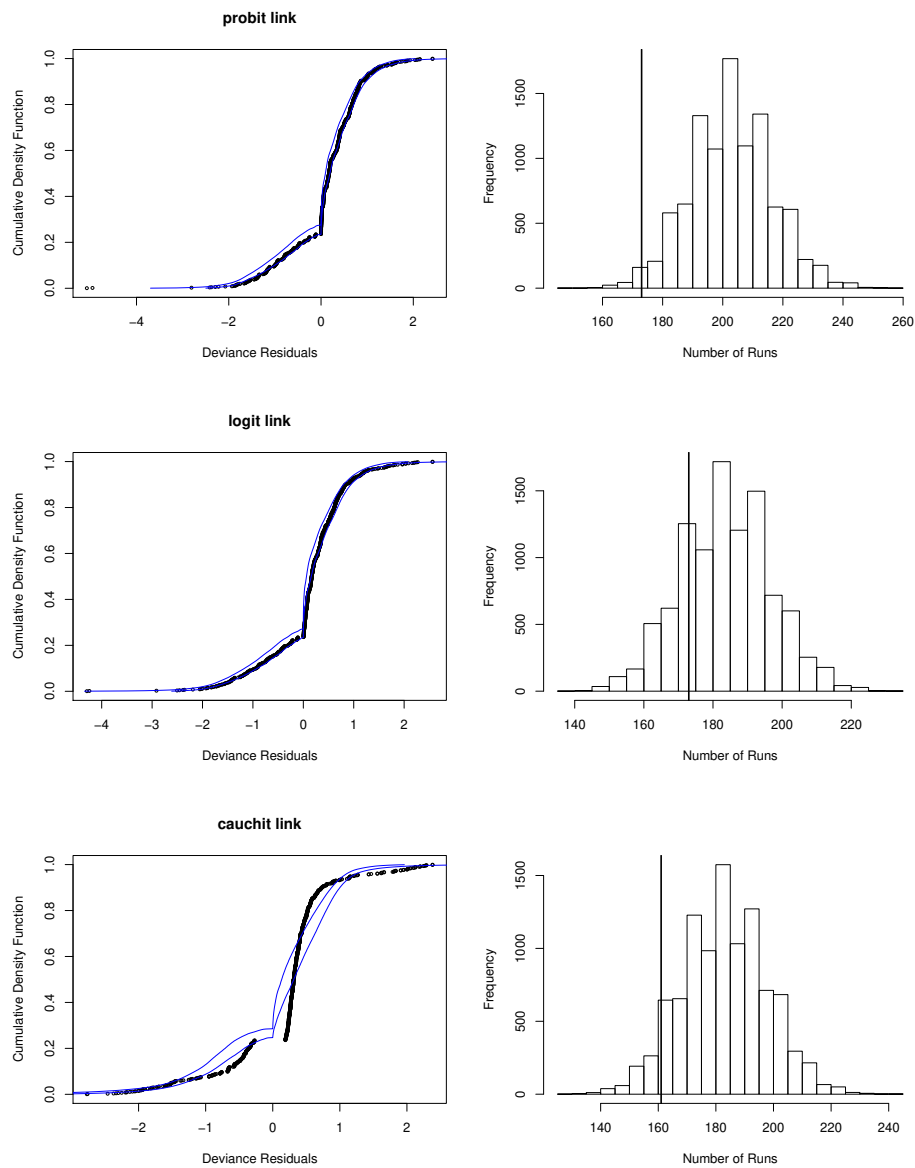 probit link
Cumulative Density Function
0.0 0.2 0.4 0.6 0.8 1.0
−4 −2 0 2
Deviance Residuals
Frequency
0 500 1000 1500
160 180 200 220 240 260
Number of Runs
logit link
Cumulative Density Function
0.0 0.2 0.4 0.6 0.8 1.0
−4 −3 −2 −1 0 1 2
Deviance Residuals
Frequency
0 500 1000 1500
140 160 180 200 220
Number of Runs
cauchit link
Cumulative Density Function
0.0 0.2 0.4 0.6 0.8 1.0
−2 −1 0 1 2
Deviance Residuals
Frequency
0 500 1000 1500
140 160 180 200 220 240
Number of Runs